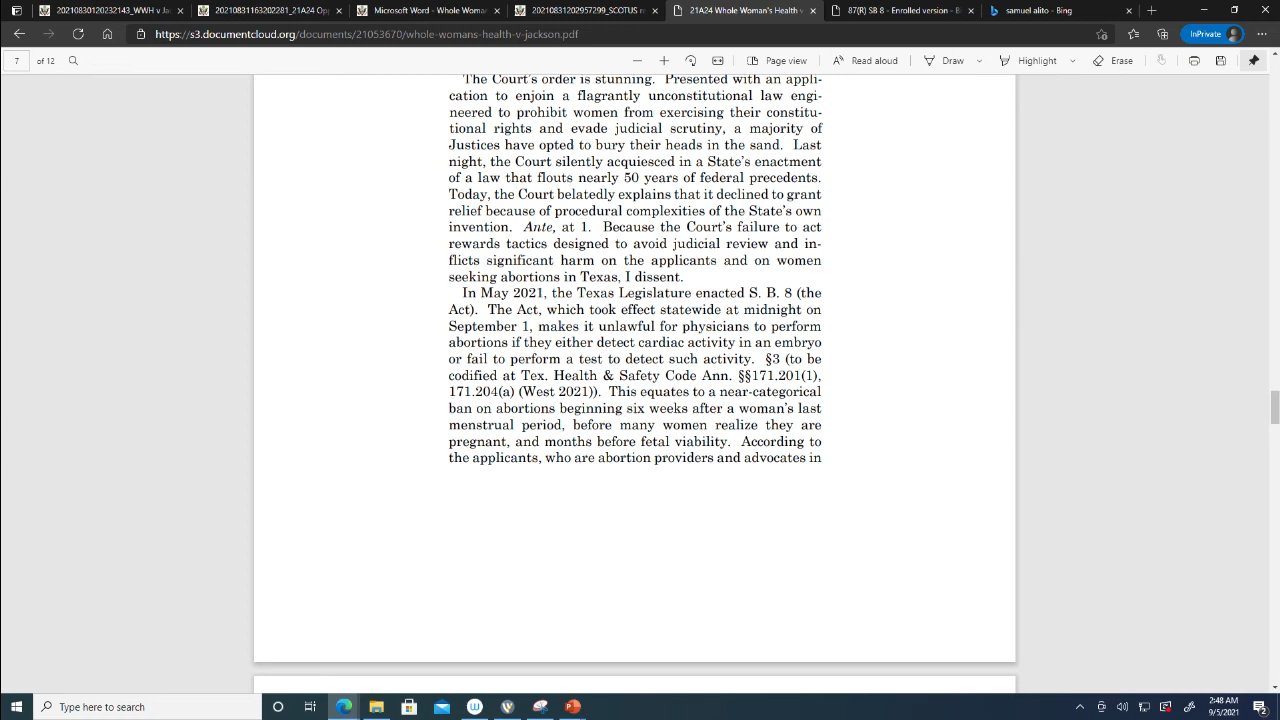 20210830102232143_WWH v Ja
20210831163202281_21A24 Opp
Microsoft Word - Whole Woma
20210831202957299_SCOTUS r
21A24 Whole Woman's Health v
87(R) SB 8 - Enrolled version - B
samuel alito - Bing
https://s3.documentcloud.org/documents/21053670/whole-womans-health-v-jackson.pdf
InPrivate
7 of 12
Page view
Read aloud
Draw
Highlight
Erase
The Court's order is stunning. Presented with an appli-
cation to enjoin a flagrantly unconstitutional law engi-
neered to prohibit women from exercising their constitu-
tional rights and evade judicial scrutiny, a majority of
Justices have opted to bury their heads in the sand. Last
night, the Court silently acquiesced in a State's enactment
of a law that flouts nearly 50 years of federal precedents.
Today, the Court belatedly explains that it declined to grant
relief because of procedural complexities of the State's own
invention. Ante, at 1. Because the Court's failure to act
rewards tactics designed to avoid judicial review and in-
flicts significant harm on the applicants and on women
seeking abortions in Texas, I dissent.
In May 2021, the Texas Legislature enacted S. B. 8 (the
Act). The Act, which took effect statewide at midnight on
September 1, makes it unlawful for physicians to perform
abortions if they either detect cardiac activity in an embryo
or fail to perform a test to detect such activity. §3 (to be
codified at Tex. Health & Safety Code Ann. §§171.201(1),
171.204(a) (West 2021)). This equates to a near-categorical
ban on abortions beginning six weeks after a woman's last
menstrual period, before many women realize they are
pregnant, and months before fetal viability. According to
the applicants, who are abortion providers and advocates in
Type here to search
2:48 AM
9/5/2021
2